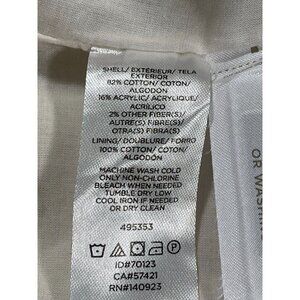 SHELL/ EXTÉRIEUR/ TELA
EXTERIOR
82% COTTON/ COTON/
ALGODÓN
16% ACRYLIC/ ACRYLIQUE/
ACRÍLICO
2% OTHER FIBER(S)/
AUTRE(S) FIBRE(S)/
OTRA(S) FIBRA(S)
LINING/ DOUBLURE/ FORRO
100% COTTON/ COTON/
ALGODÓN
MACHINE WASH COLD
ONLY NON-CHLORINE
BLEACH WHEN NEEDED
TUMBLE DRY LOW
COOL IRON IF NEEDED
OR DRY CLEAN
495353
ID#70123
CA#57421
RN#140923
OR WASHIN